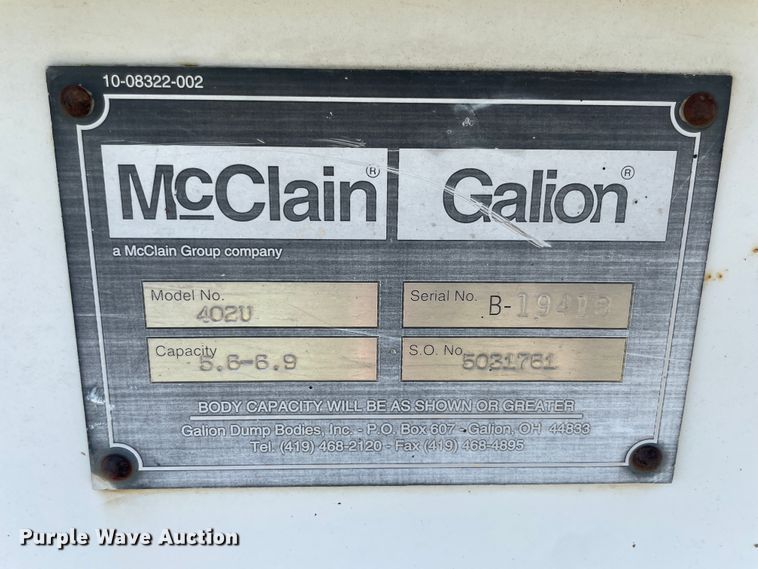 10-08322-002
McClain® Galion®
a McClain Group company
Model No. 402U
Serial No. B-19413
Capacity 5.6-6.9
S.O. No. 5031761
BODY CAPACITY WILL BE AS SHOWN OR GREATER
Galion Dump Bodies, Inc. - P.O. Box 607 - Galion, OH 44833
Tel. (419) 468-2120 - Fax (419) 468-4895
Purple Wave Auction